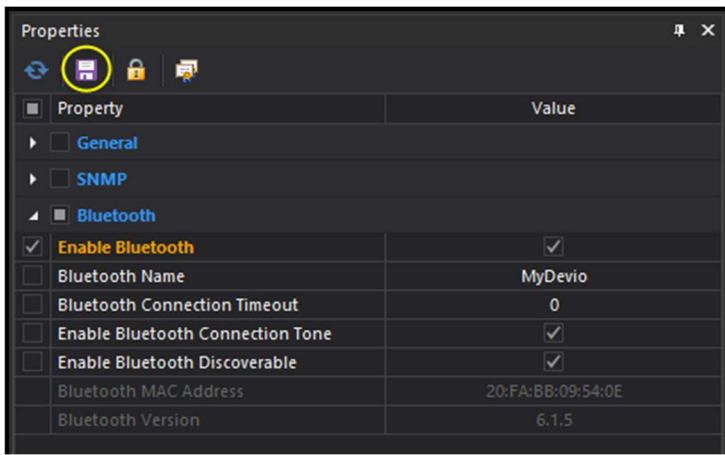 Properties
Property Value
General
SNMP
Bluetooth
Enable Bluetooth
Bluetooth Name MyDevio
Bluetooth Connection Timeout 0
Enable Bluetooth Connection Tone
Enable Bluetooth Discoverable
Bluetooth MAC Address 20:FA:BB:09:54:0E
Bluetooth Version 6.1.5